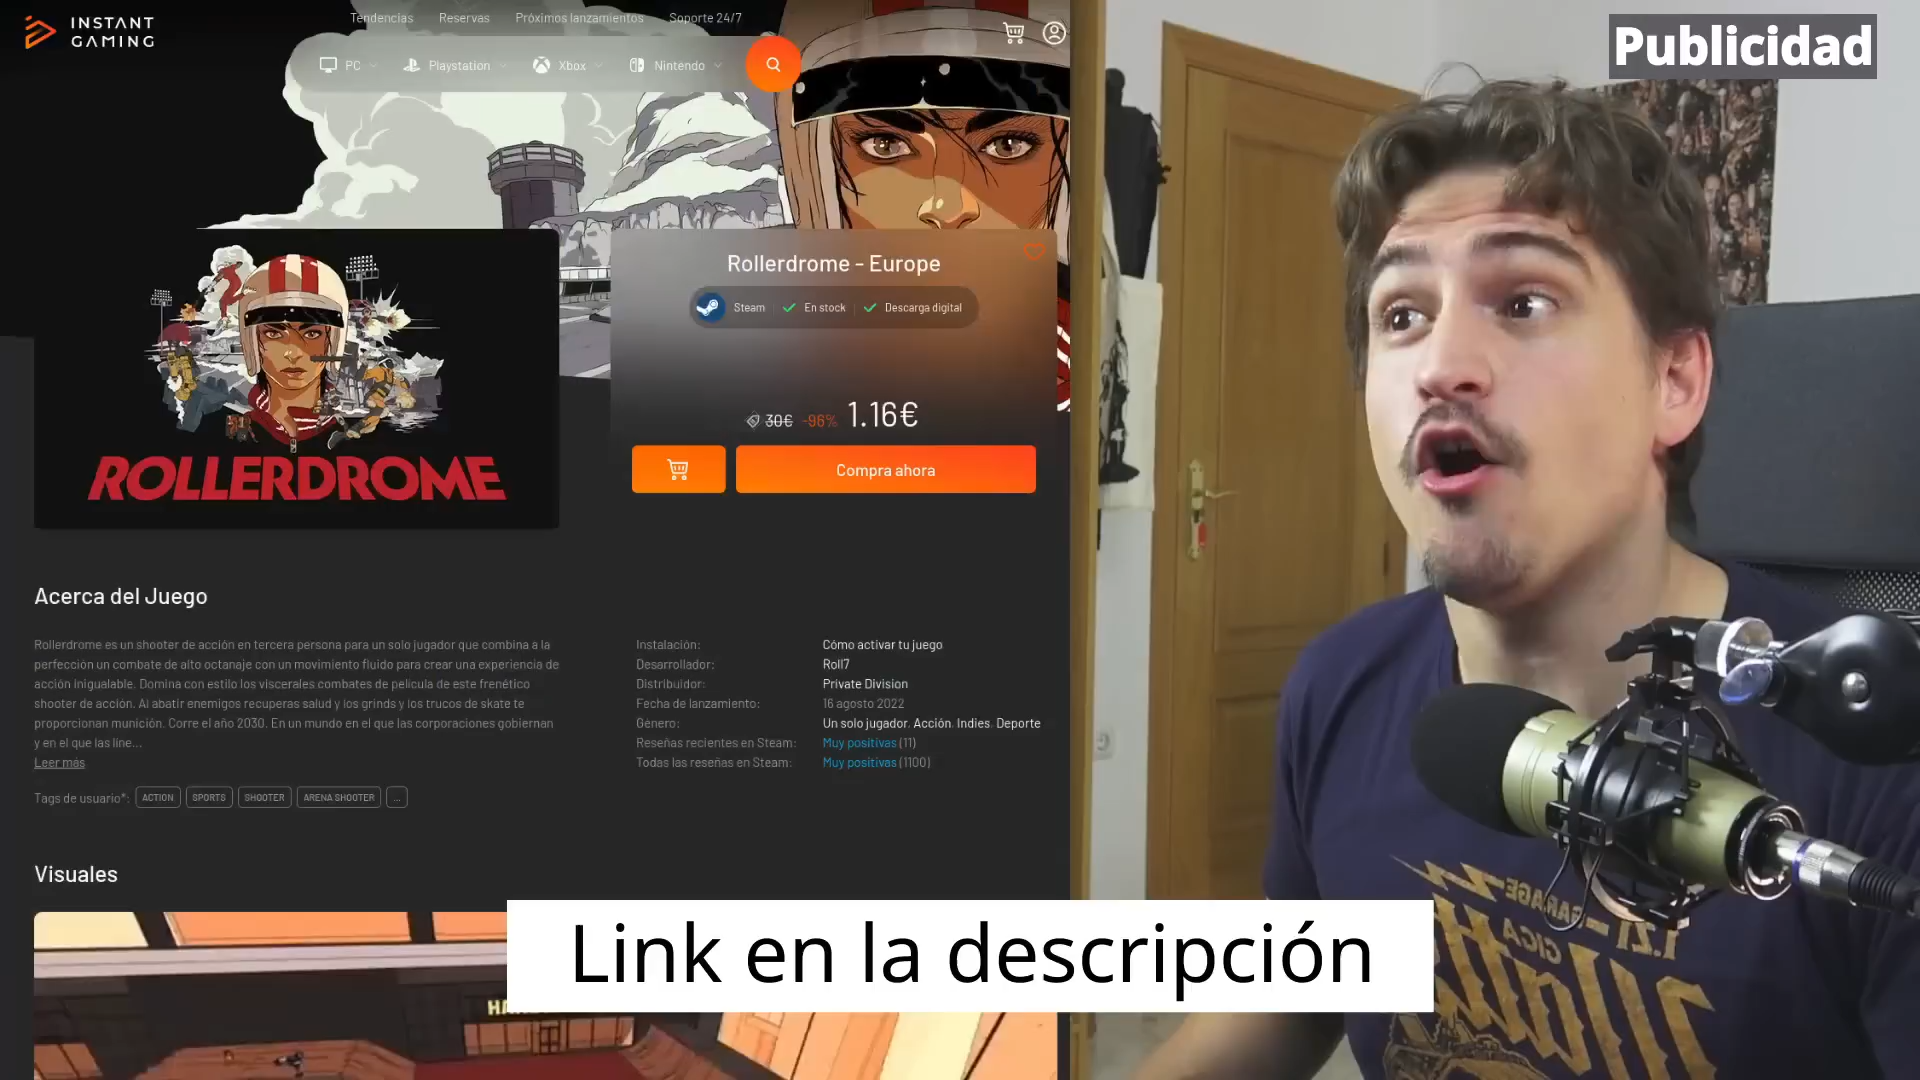 INSTANT
GAMING
Tendencias
Reservas
Próximos lanzamientos
Soporte 24/7
PC
Playstation
Xbox
Nintendo
Publicidad
ROLLERDROME
Rollerdrome - Europe
Steam
En stock
Descarga digital
30€ -96% 1.16€
Compra ahora
Acerca del Juego
Rollerdrome es un shooter de acción en tercera persona para un solo jugador que combina a la
perfección un combate de alto octanaje con un movimiento fluido para crear una experiencia de
acción inigualable. Domina con estilo los viscerales combates de película de este frenético
shooter de acción. Al abatir enemigos recuperas salud y los grinds y los trucos de skate te
proporcionan munición. Corre el año 2030. En un mundo en el que las corporaciones gobiernan
y en el que las líne...
Leer más
Tags de usuario*: ACTION SPORTS SHOOTER ARENA SHOOTER ...
Instalación: Cómo activar tu juego
Desarrollador: Roll7
Distribuidor: Private Division
Fecha de lanzamiento: 16 agosto 2022
Género: Un solo jugador, Acción, Indies, Deporte
Reseñas recientes en Steam: Muy positivas (11)
Todas las reseñas en Steam: Muy positivas (1100)
Visuales
Link en la descripción
GARAGE
GIGA